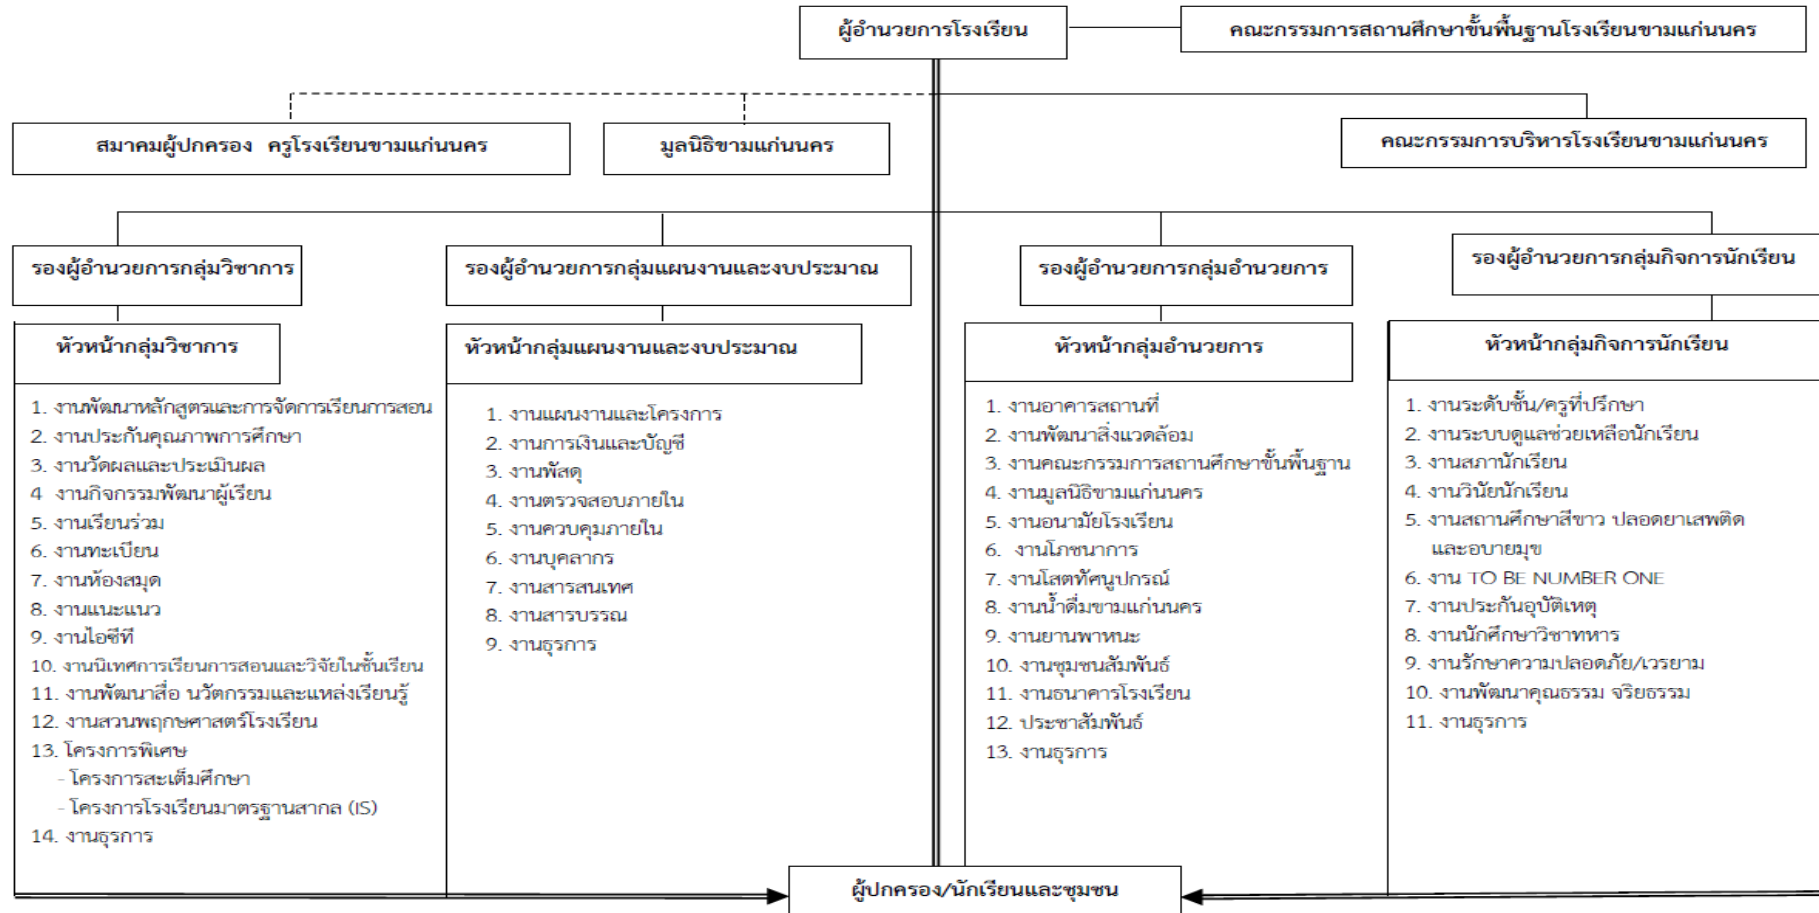 ผู้อำนวยการโรงเรียน
คณะกรรมการสถานศึกษาขั้นพื้นฐานโรงเรียนขามแก่นนคร
สมาคมผู้ปกครอง ครูโรงเรียนขามแก่นนคร
มูลนิธิขามแก่นนคร
คณะกรรมการบริหารโรงเรียนขามแก่นนคร
รองผู้อำนวยการกลุ่มวิชาการ
รองผู้อำนวยการกลุ่มแผนงานและงบประมาณ
รองผู้อำนวยการกลุ่มอำนวยการ
รองผู้อำนวยการกลุ่มกิจการนักเรียน
หัวหน้ากลุ่มวิชาการ
1. งานพัฒนาหลักสูตรและการจัดการเรียนการสอน
2. งานประกันคุณภาพการศึกษา
3. งานวัดผลและประเมินผล
4 งานกิจกรรมพัฒนาผู้เรียน
5. งานเรียนร่วม
6. งานทะเบียน
7. งานห้องสมุด
8. งานแนะแนว
9. งานไอซีที
10. งานนิเทศการเรียนการสอนและวิจัยในชั้นเรียน
11. งานพัฒนาสื่อ นวัตกรรมและแหล่งเรียนรู้
12. งานสวนพฤกษศาสตร์โรงเรียน
13. โครงการพิเศษ
- โครงการสะเต็มศึกษา
- โครงการโรงเรียนมาตรฐานสากล (IS)
14. งานธุรการ
หัวหน้ากลุ่มแผนงานและงบประมาณ
1. งานแผนงานและโครงการ
2. งานการเงินและบัญชี
3. งานพัสดุ
4. งานตรวจสอบภายใน
5. งานควบคุมภายใน
6. งานบุคลากร
7. งานสารสนเทศ
8. งานสารบรรณ
9. งานธุรการ
หัวหน้ากลุ่มอำนวยการ
1. งานอาคารสถานที่
2. งานพัฒนาสิ่งแวดล้อม
3. งานคณะกรรมการสถานศึกษาขั้นพื้นฐาน
4. งานมูลนิธิขามแก่นนคร
5. งานอนามัยโรงเรียน
6. งานโภชนาการ
7. งานโสตทัศนูปกรณ์
8. งานน้ำดื่มขามแก่นนคร
9. งานยานพาหนะ
10. งานชุมชนสัมพันธ์
11. งานธนาคารโรงเรียน
12. ประชาสัมพันธ์
13. งานธุรการ
หัวหน้ากลุ่มกิจการนักเรียน
1. งานระดับชั้น/ครูที่ปรึกษา
2. งานระบบดูแลช่วยเหลือนักเรียน
3. งานสภานักเรียน
4. งานวินัยนักเรียน
5. งานสถานศึกษาสีขาว ปลอดยาเสพติด
และอบายมุข
6. งาน TO BE NUMBER ONE
7. งานประกันอุบัติเหตุ
8. งานนักศึกษาวิชาทหาร
9. งานรักษาความปลอดภัย/เวรยาม
10. งานพัฒนาคุณธรรม จริยธรรม
11. งานธุรการ
ผู้ปกครอง/นักเรียนและชุมชน